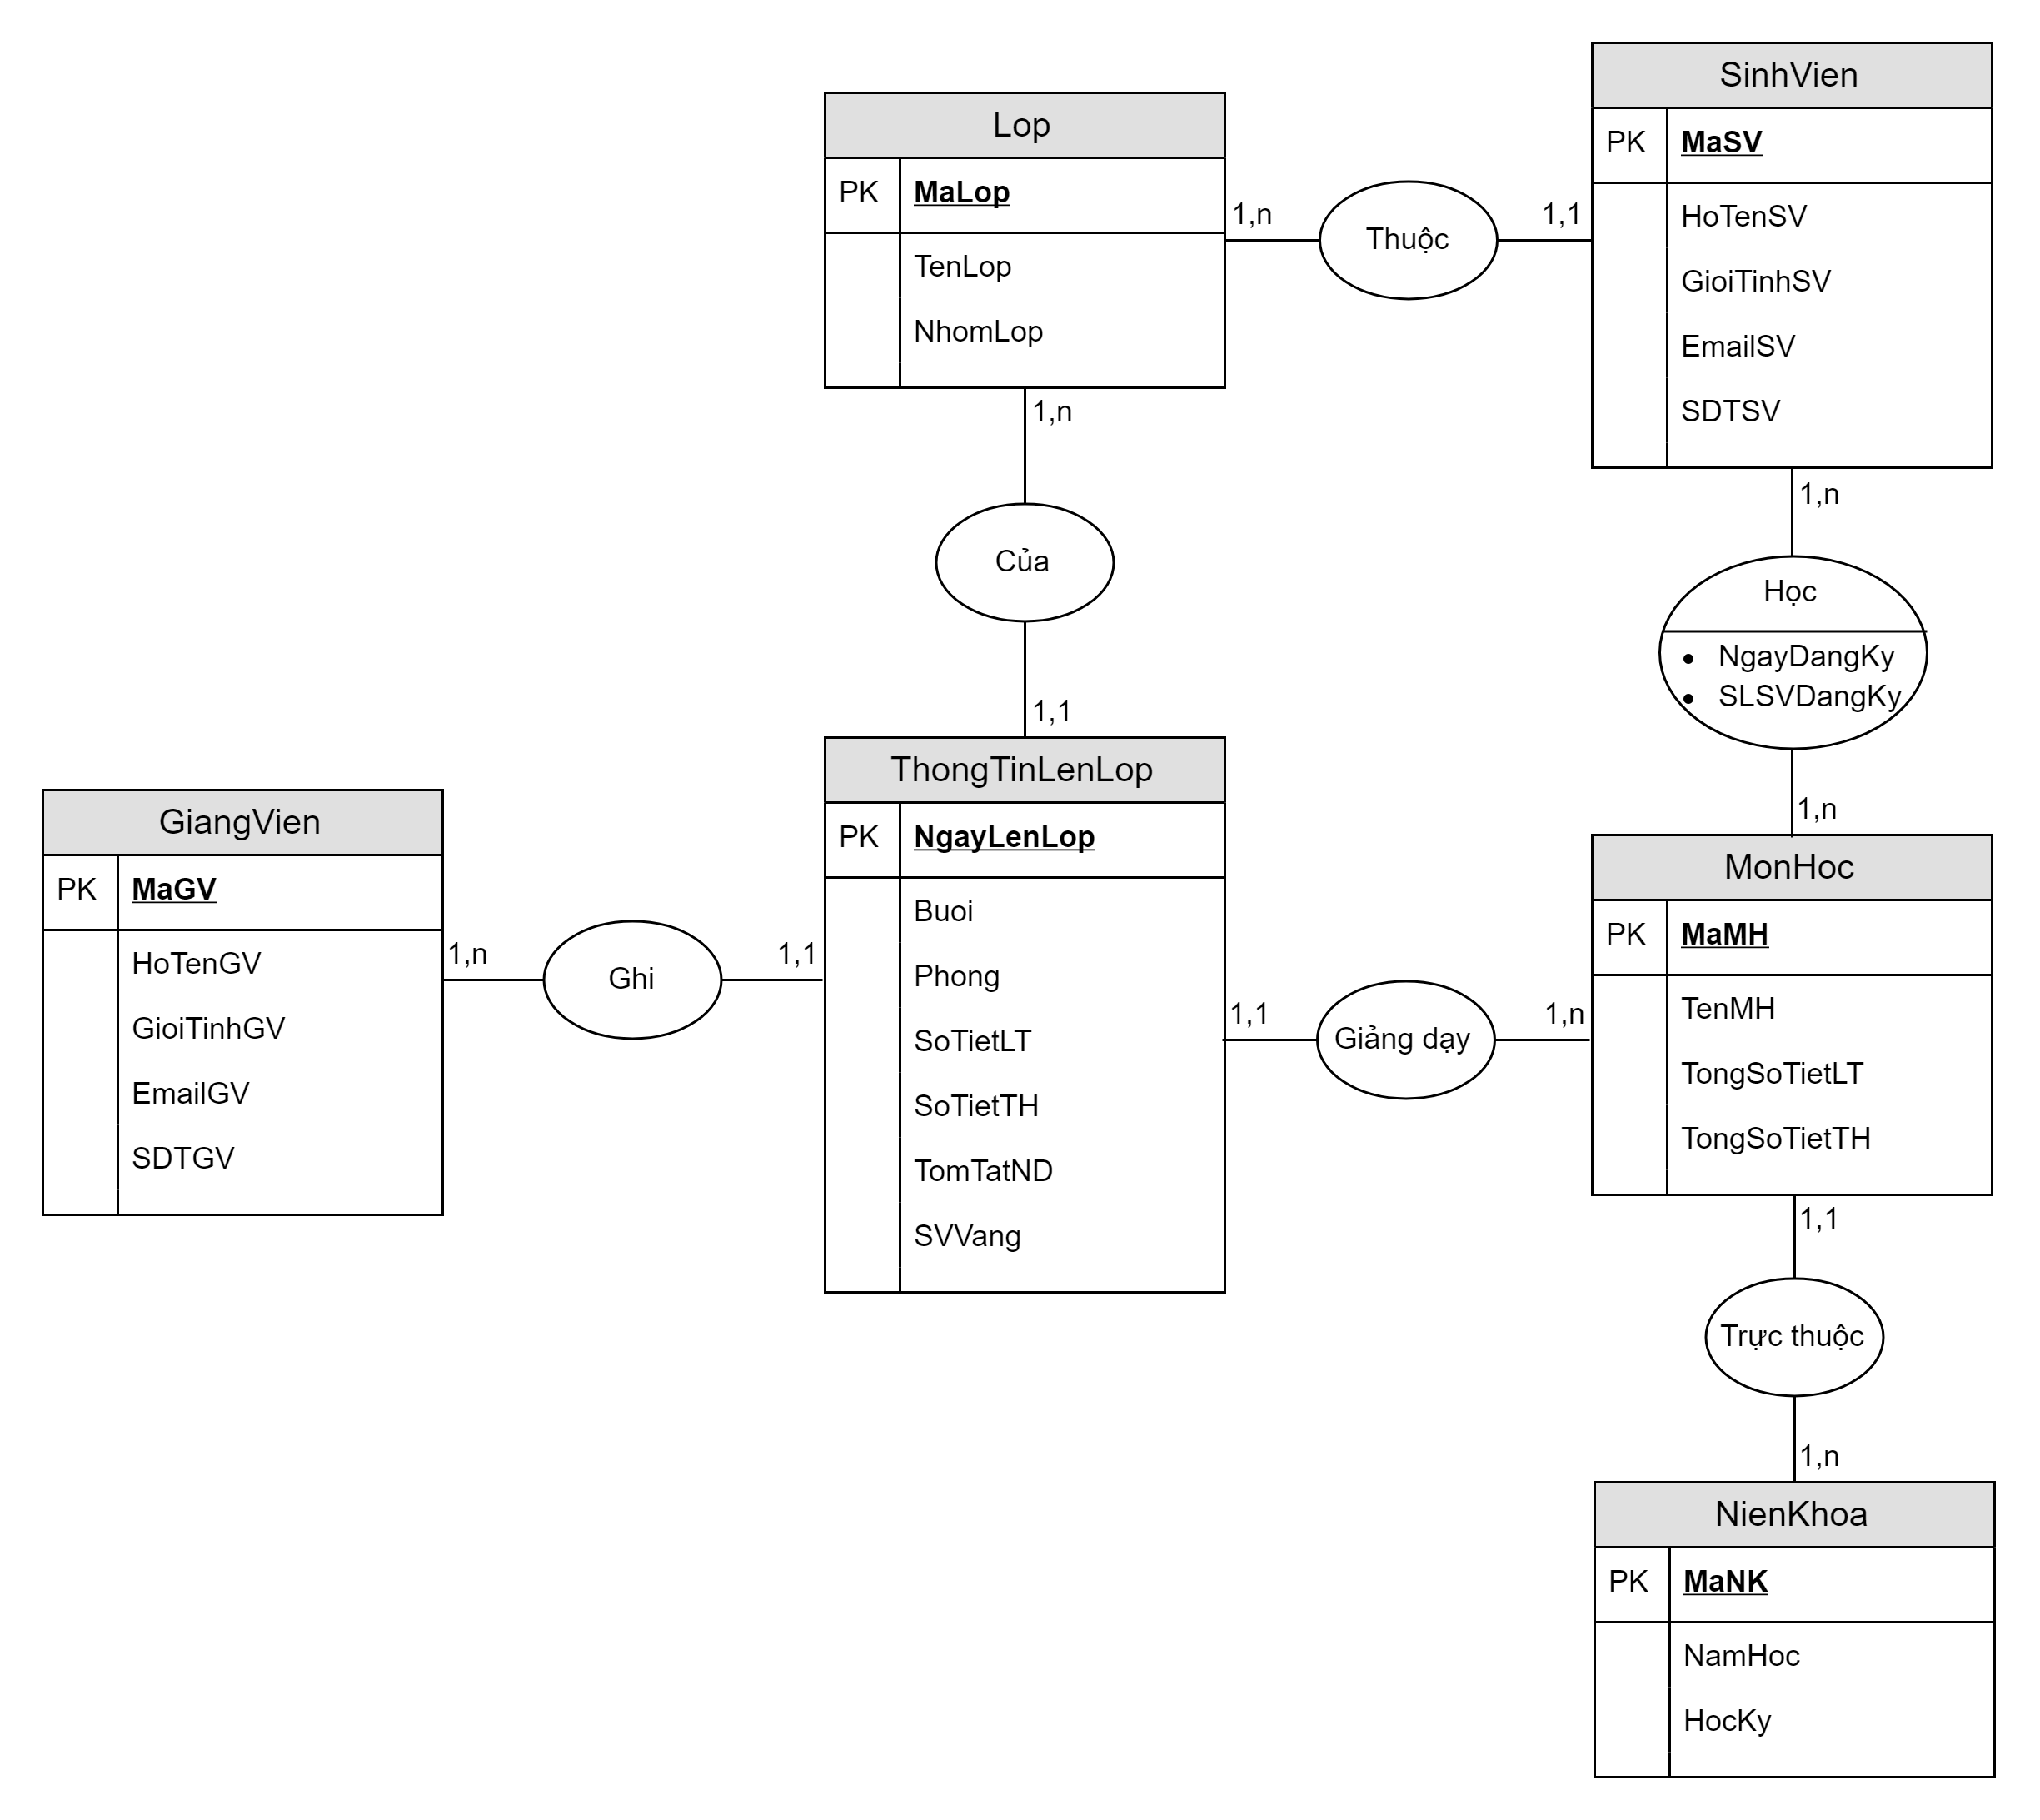 SinhVien
PK MaSV
HoTenSV
GioiTinhSV
EmailSV
SDTSV
Lop
PK MaLop
TenLop
NhomLop
1,n
Thuộc
1,1
1,n
Của
1,1
1,n
Học
• NgayDangKy
• SLSVDangKy
1,n
GiangVien
PK MaGV
HoTenGV
GioiTinhGV
EmailGV
SDTGV
1,n
Ghi
1,1
ThongTinLenLop
PK NgayLenLop
Buoi
Phong
SoTietLT
SoTietTH
TomTatND
SVVang
1,1
Giảng dạy
1,n
MonHoc
PK MaMH
TenMH
TongSoTietLT
TongSoTietTH
1,1
Trực thuộc
1,n
NienKhoa
PK MaNK
NamHoc
HocKy